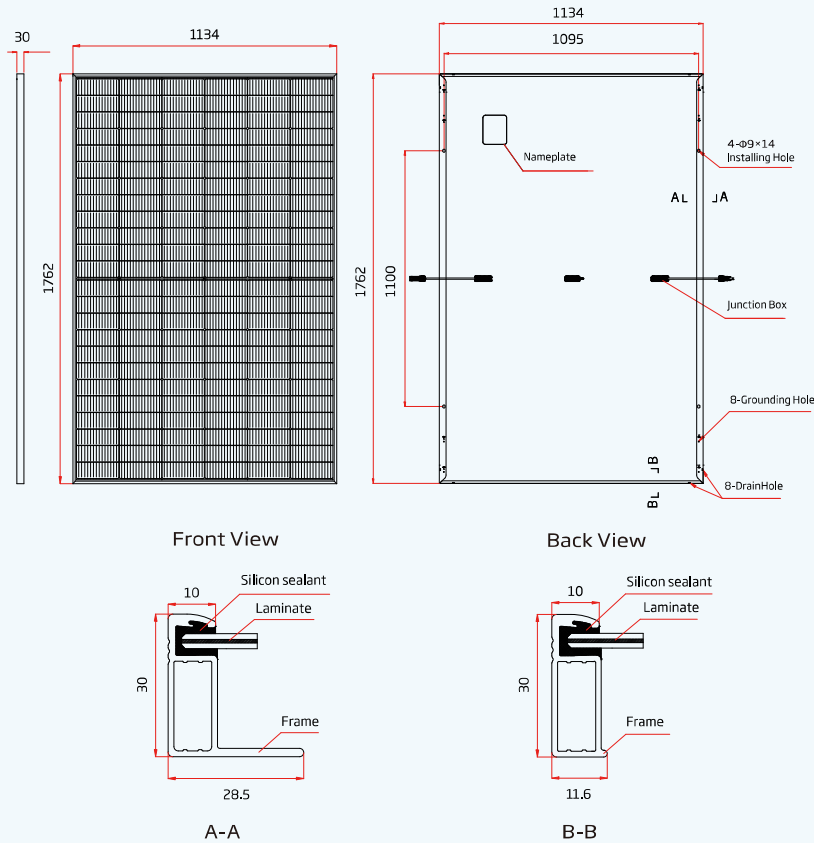 30
1134
1762
Front View
1134
1095
1762
1100
Nameplate
4-Φ9×14
Installing Hole
A
A
Junction Box
8-Grounding Hole
B
B
8-DrainHole
Back View
10
Silicon sealant
Laminate
30
Frame
28.5
A-A
10
Silicon sealant
Laminate
30
Frame
11.6
B-B